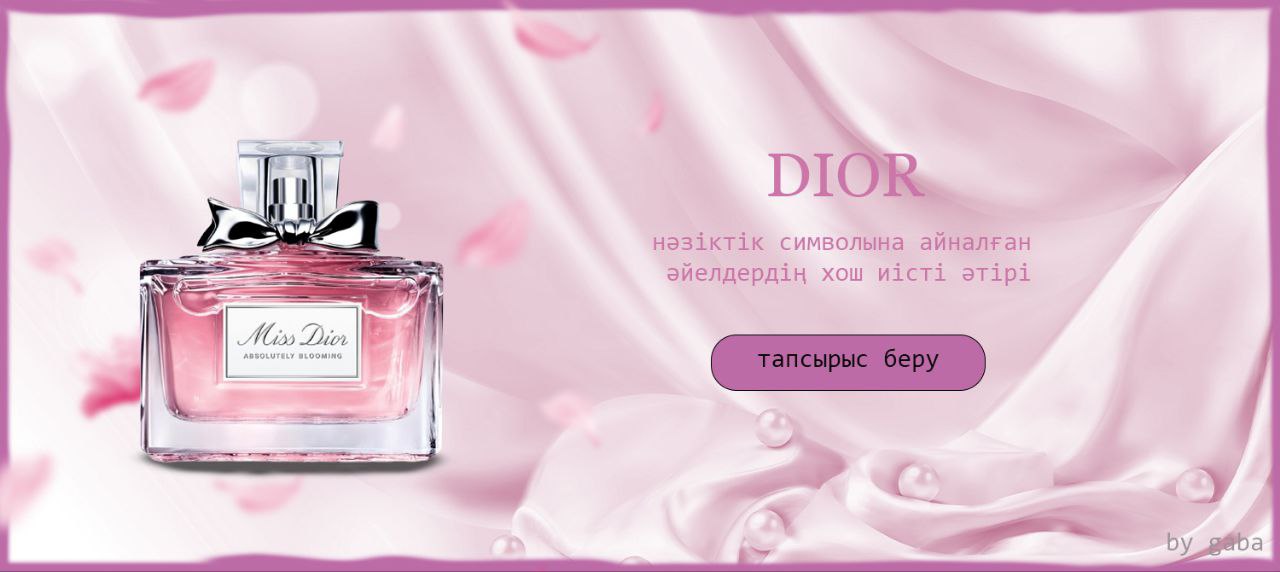 DIOR
нәзіктік символына айналған
әйелдердің хош иісті әтірі
Miss Dior
ABSOLUTELY BLOOMING
тапсырыс беру
by gaba